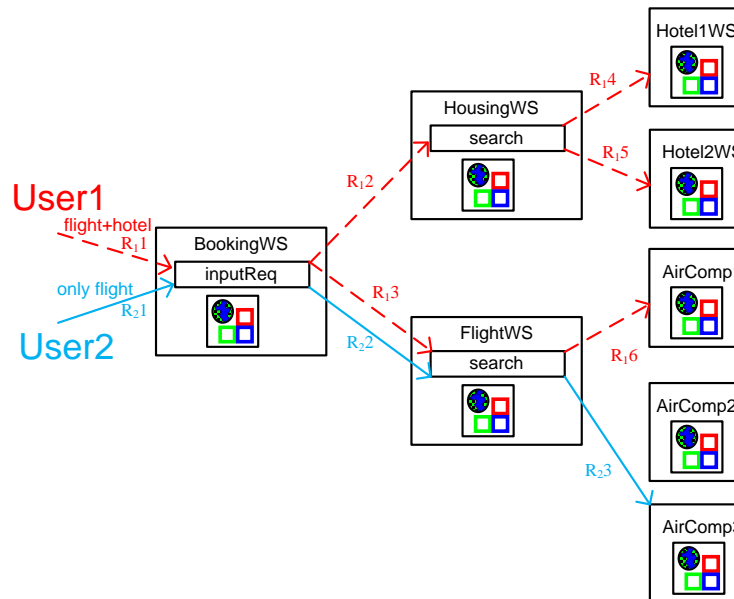 Hotel1WS
R₁4
HousingWS
search
R₁5
Hotel2WS
R₁2
User1
flight+hotel
R₁1
BookingWS
inputReq
only flight
R₂1
User2
R₁3
R₂2
AirComp
FlightWS
search
R₁6
AirComp2
R₂3
AirComp3